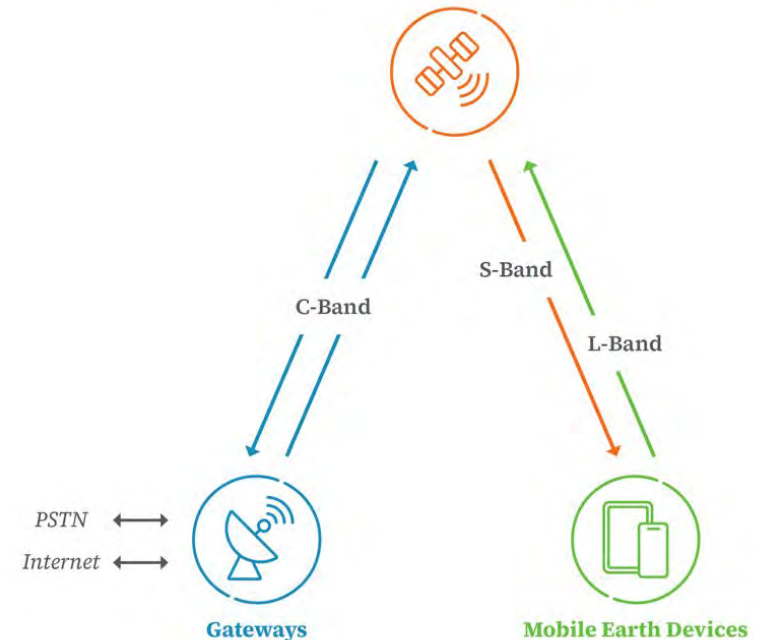 S-Band
C-Band
L-Band
PSTN
Internet
Gateways
Mobile Earth Devices